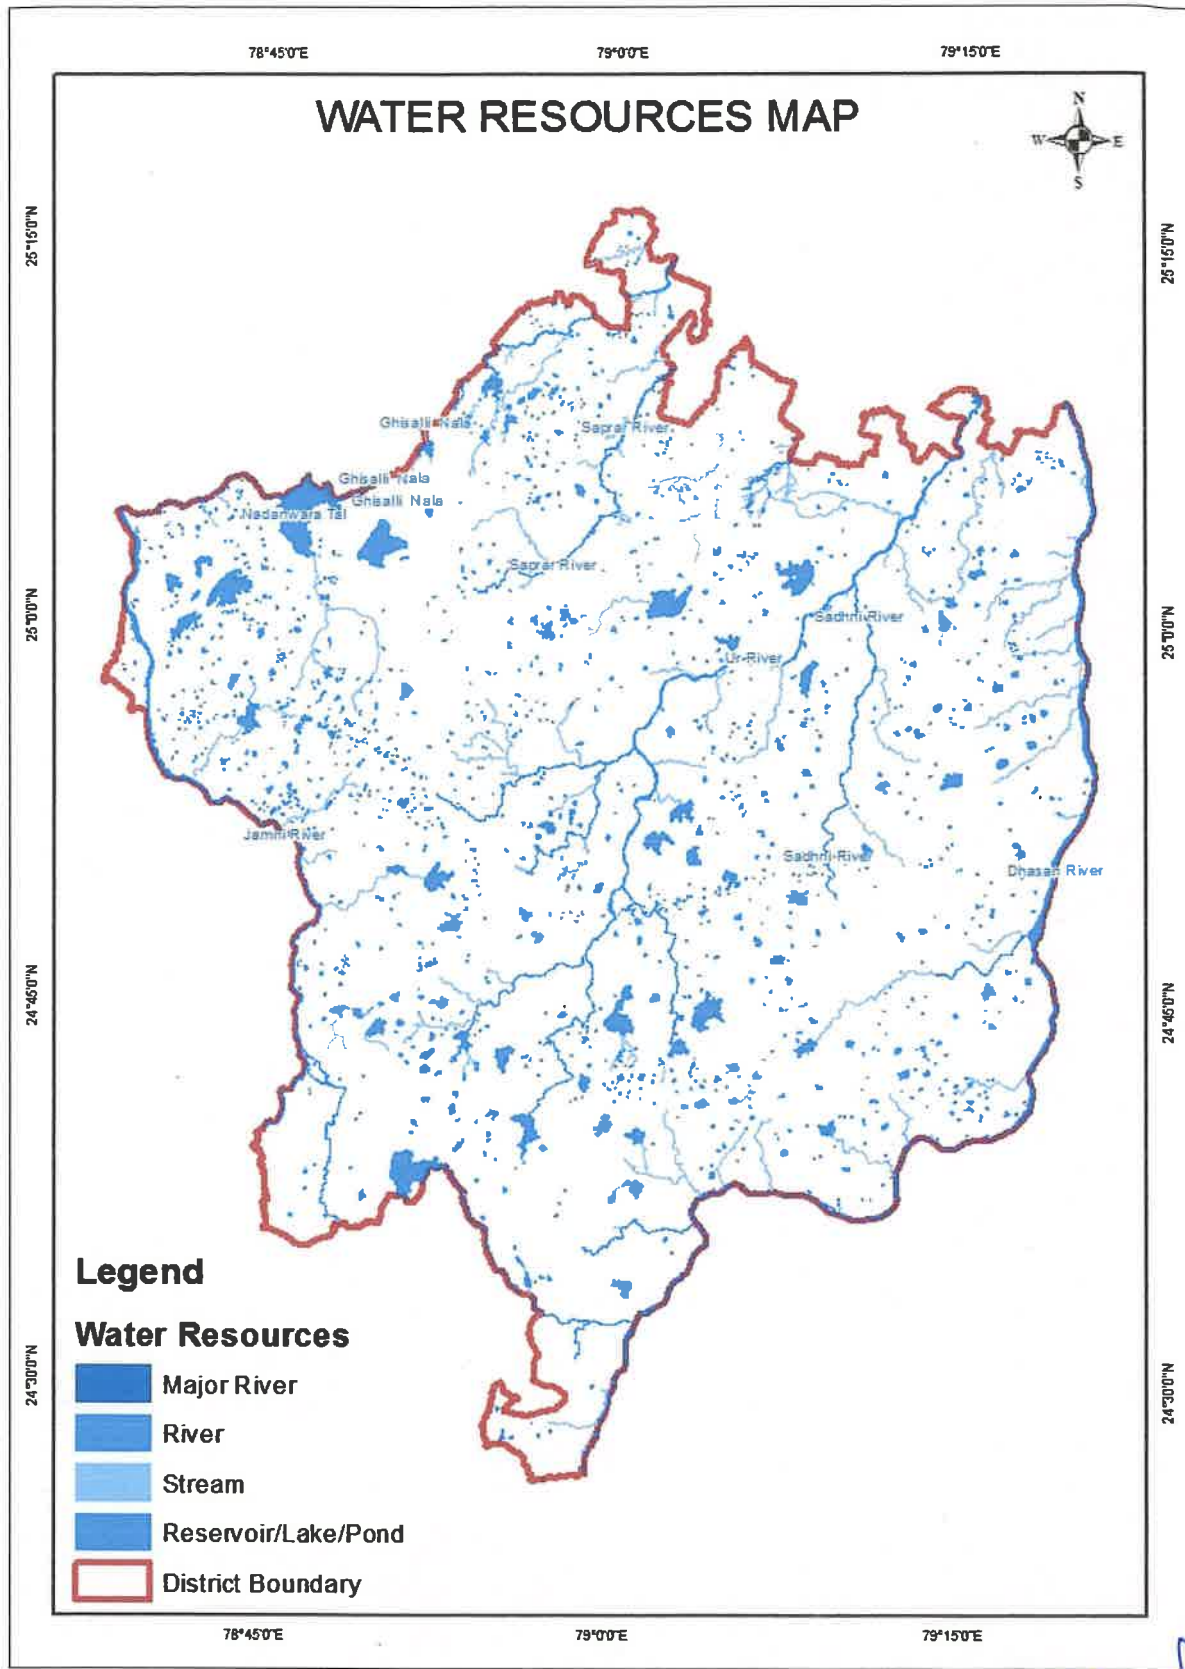 78°45'0"E 79°0'0"E 79°15'0"E
WATER RESOURCES MAP
N
W E
S
25°15'0"N 25°15'0"N
Ghisalli Nala
Saprar River
Ghisalli Nala
Ghisalli Nala
Nadanwara Tal
Saprar River
25°0'0"N 25°0'0"N
Sadhni River
Ur River
Jamni River
Sadhni River
Dhasan River
24°45'0"N 24°45'0"N
Legend
Water Resources
Major River
River
Stream
Reservoir/Lake/Pond
District Boundary
24°30'0"N 24°30'0"N
78°45'0"E 79°0'0"E 79°15'0"E